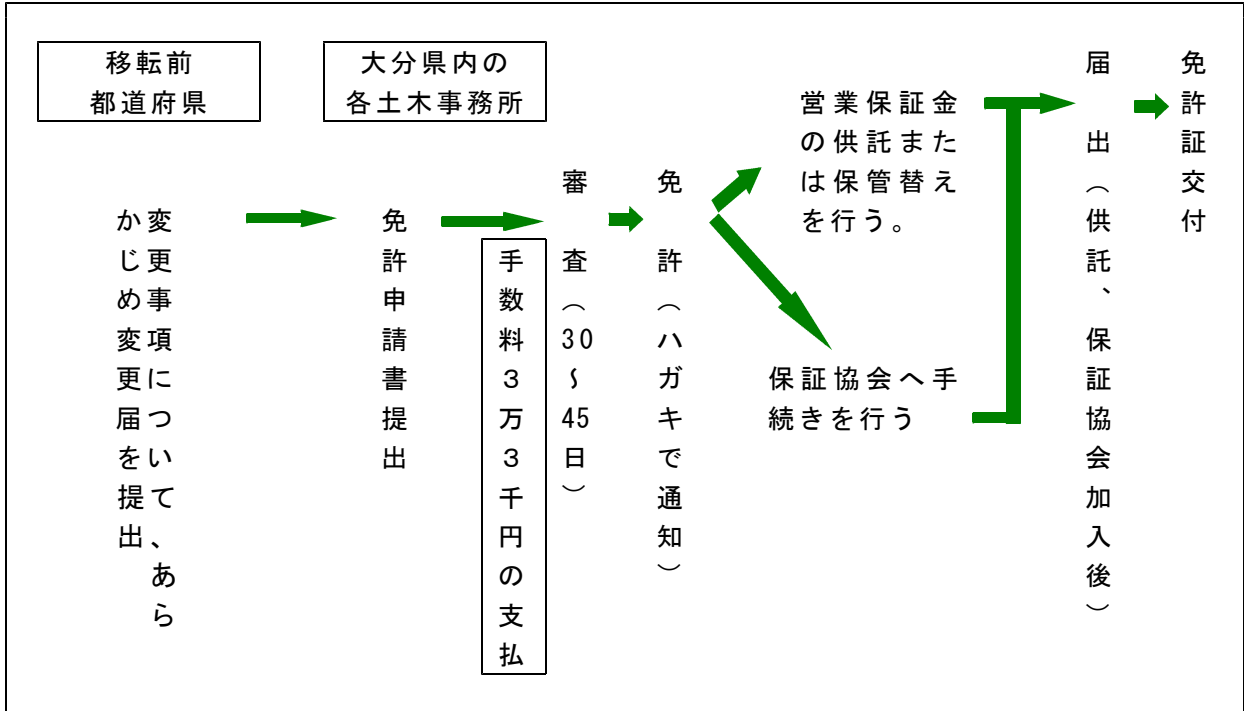 移転前
都道府県
大分県内の
各土木事務所
変更事項について、あら
かじめ変更届を提出
免許申請書提出
手数料３万３千円の支払
審査（30～45日）
免許（ハガキで通知）
営業保証金
の供託また
は保管替え
を行う。
保証協会へ手
続きを行う
届出（供託、保証協会加入後）
免許証交付